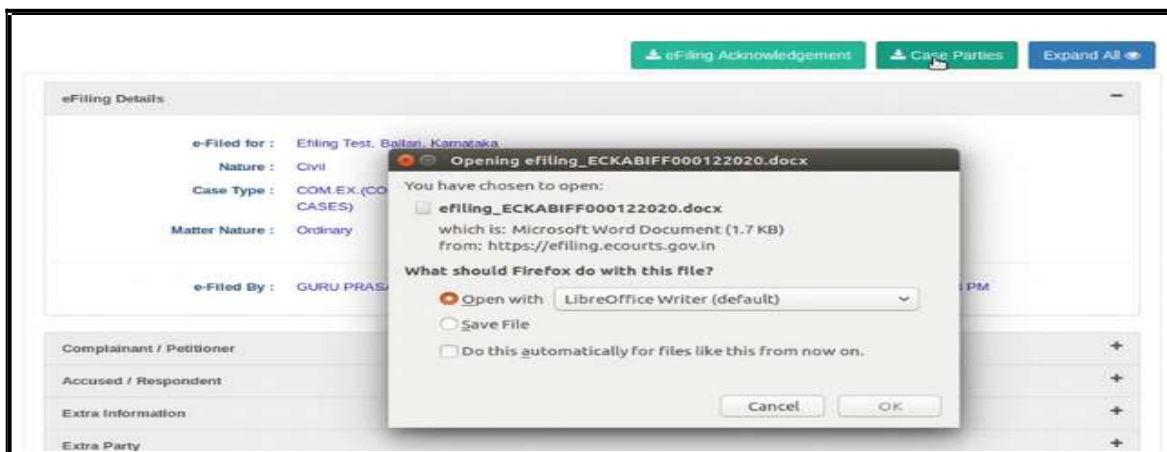 eFiling Acknowledgement
Case Parties
Expand All
eFiling Details
e-Filed for : Efiling Test, Ballari, Karnataka
Nature : Civil
Case Type : COM.EX.(CO
CASES)
Matter Nature : Ordinary
e-Filed By : GURU PRASA
PM
Opening efiling_ECKABIFF000122020.docx
You have chosen to open:
efiling_ECKABIFF000122020.docx
which is: Microsoft Word Document (1.7 KB)
from: https://efiling.ecourts.gov.in
What should Firefox do with this file?
Open with LibreOffice Writer (default)
Save File
Do this automatically for files like this from now on.
Cancel
OK
Complainant / Petitioner
Accused / Respondent
Extra Information
Extra Party